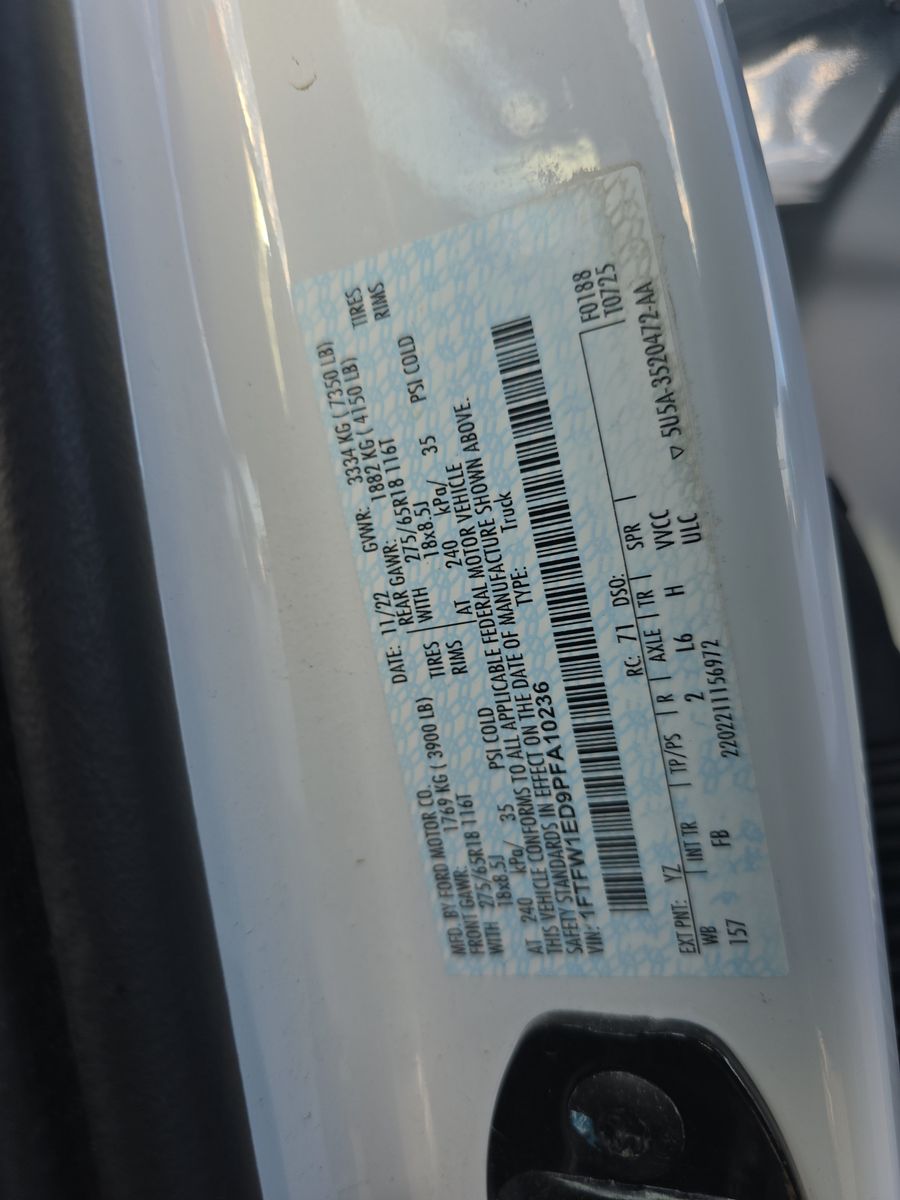 MFD. BY FORD MOTOR CO. DATE: 11/22 GVWR: 3334 KG ( 7350 LB)
FRONT GAWR: 1769 KG ( 3900 LB) REAR GAWR: 1882 KG ( 4150 LB)
WITH 275/65R18 116T TIRES WITH 275/65R18 116T TIRES
18x8.5J RIMS 18x8.5J RIMS
AT 240 kPa/ 35 PSI COLD AT 240 kPa/ 35 PSI COLD
THIS VEHICLE CONFORMS TO ALL APPLICABLE FEDERAL MOTOR VEHICLE
SAFETY STANDARDS IN EFFECT ON THE DATE OF MANUFACTURE SHOWN ABOVE.
VIN: 1FTFW1ED9PFA10236 TYPE: Truck
F0188
T0725
EXT PNT: YZ RC: 71 DSO:
WB INT TR TP/PS R AXLE TR SPR
157 FB 2 L6 H VVCC
2202211156972 ULC
▽ 5U5A-3520472-AA